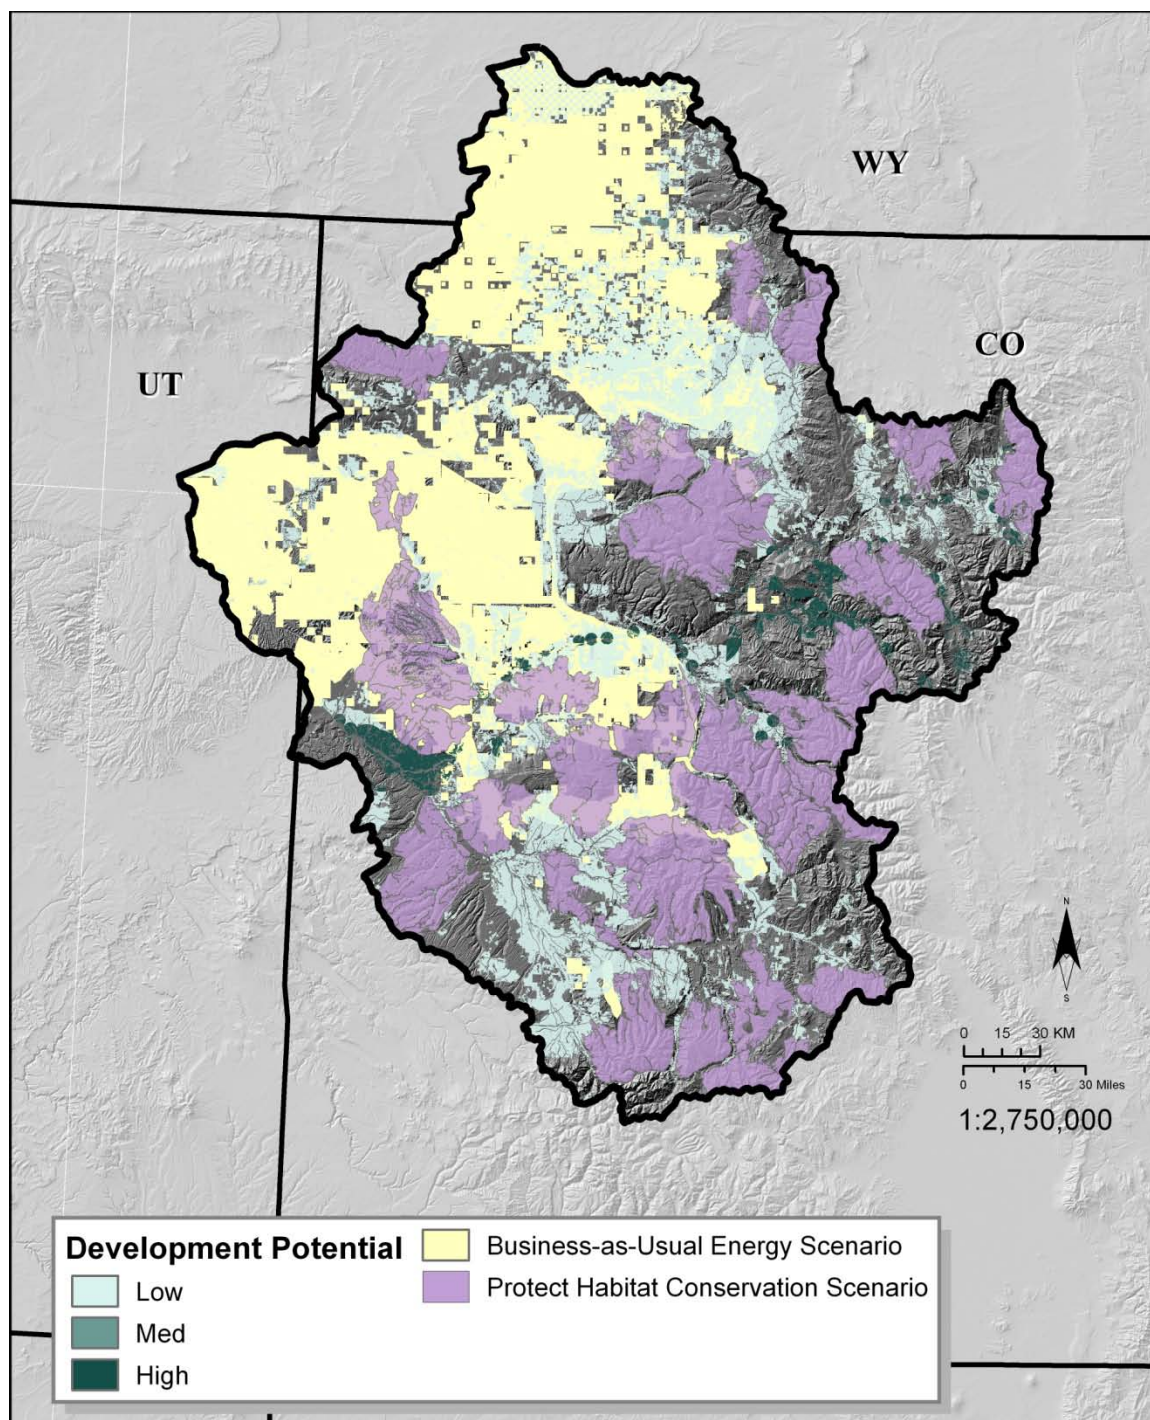 WY
CO
UT
N
S
0 15 30 KM
0 15 30 Miles
1:2,750,000
Development Potential
Low
Med
High
Business-as-Usual Energy Scenario
Protect Habitat Conservation Scenario